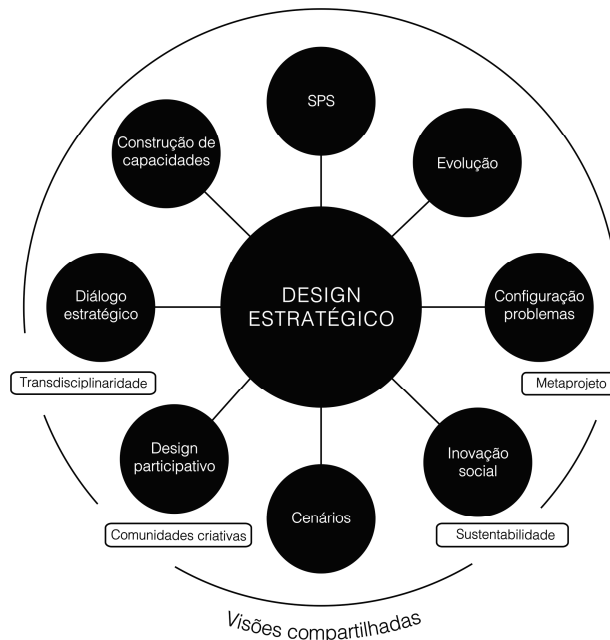 SPS
Construção de
capacidades
Evolução
Diálogo
estratégico
DESIGN
ESTRATÉGICO
Configuração
problemas
Transdisciplinaridade
Metaprojeto
Design
participativo
Inovação
social
Cenários
Comunidades criativas
Sustentabilidade
Visões compartilhadas